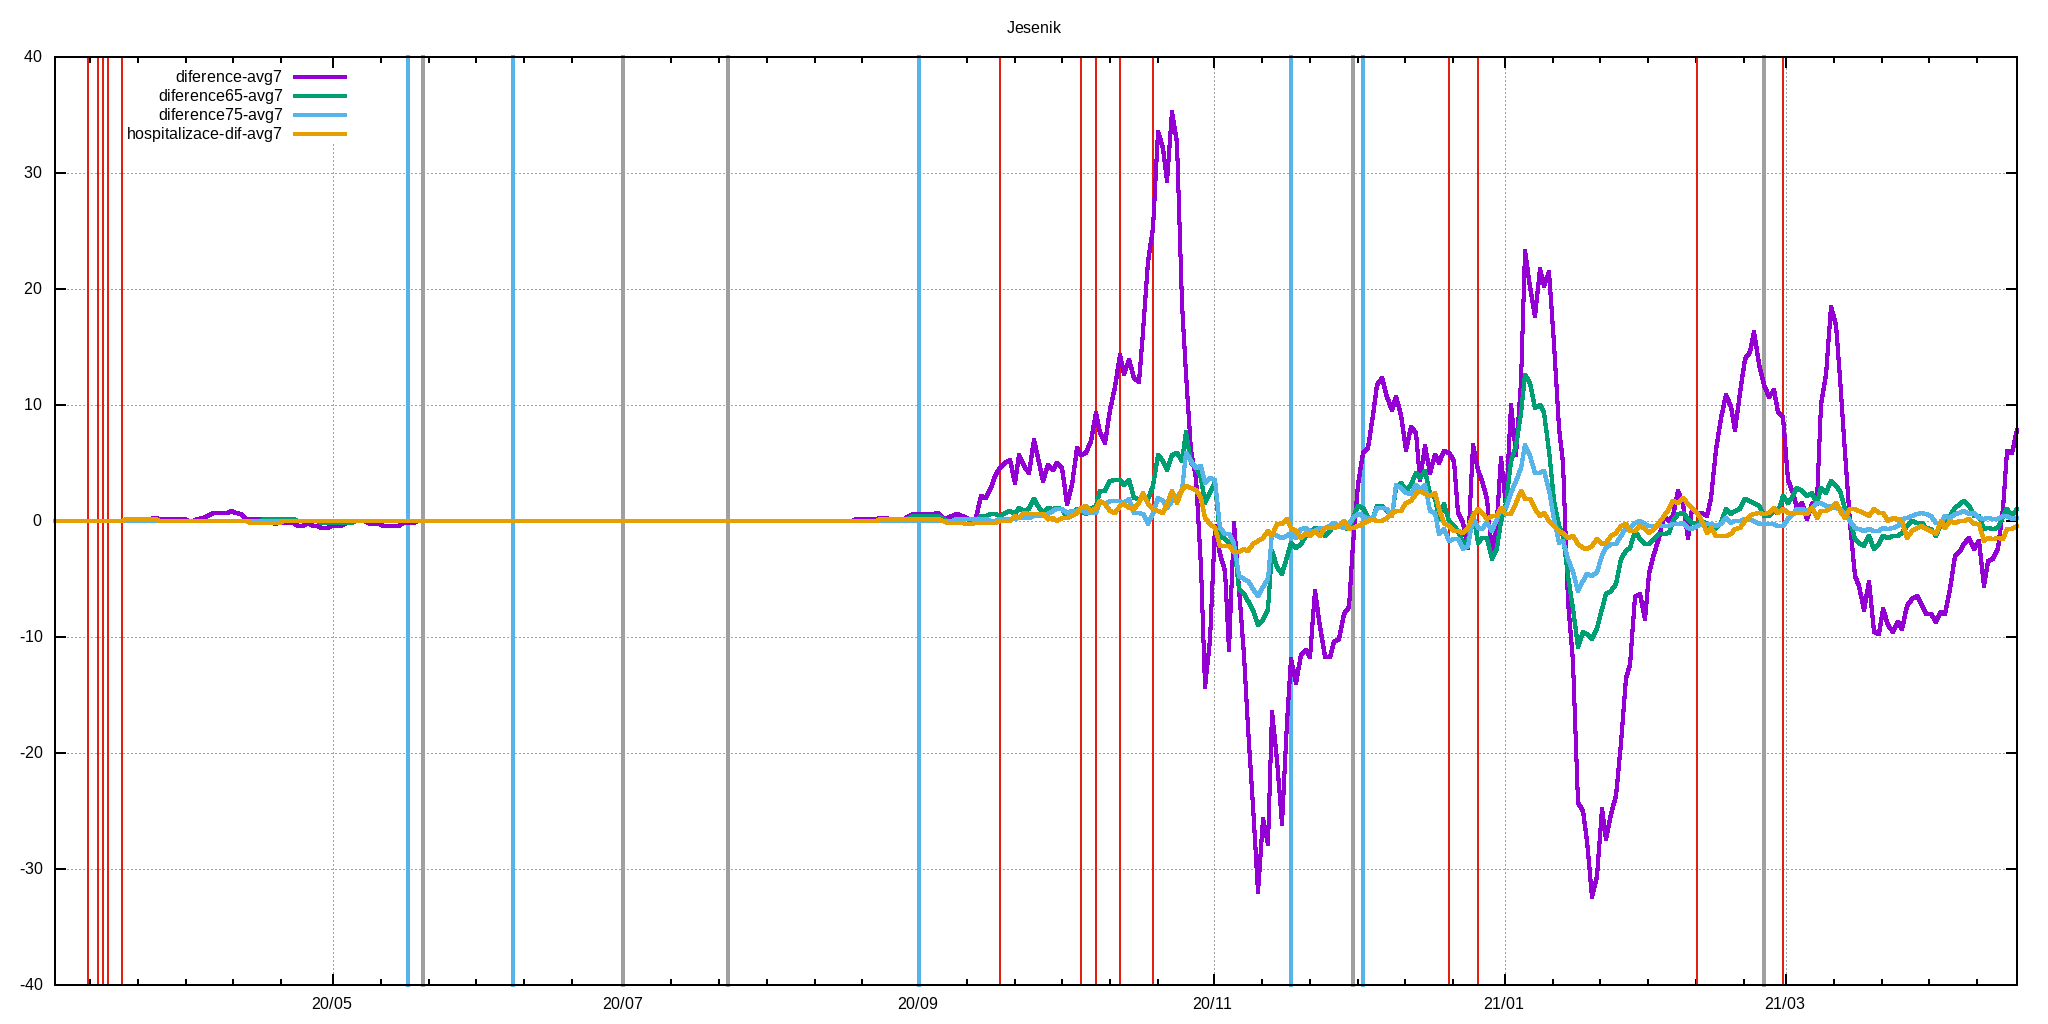 Jesenik
diference-avg7
diference65-avg7
diference75-avg7
hospitalizace-dif-avg7
40
30
20
10
0
-10
-20
-30
-40
20/05 20/07 20/09 20/11 21/01 21/03